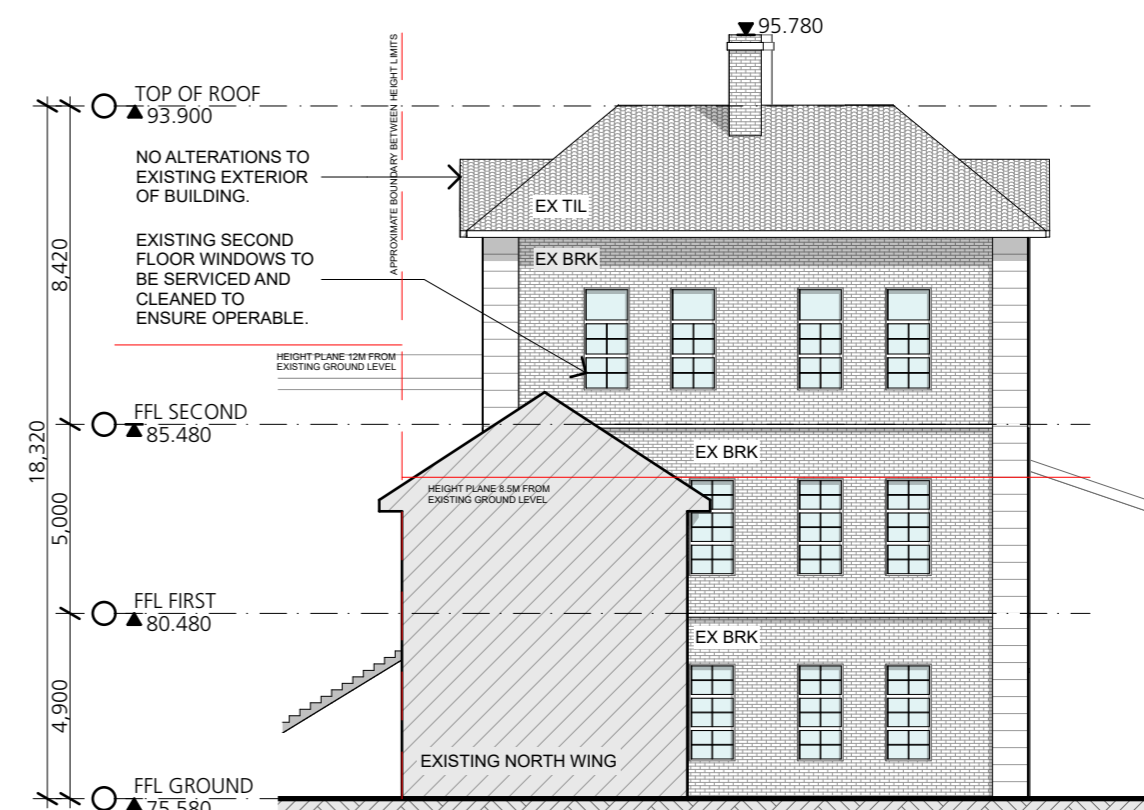 95.780
TOP OF ROOF
93.900
APPROXIMATE BOUNDARY BETWEEN HEIGHT LIMITS
NO ALTERATIONS TO
EXISTING EXTERIOR
OF BUILDING.
EX TIL
EXISTING SECOND
FLOOR WINDOWS TO
BE SERVICED AND
CLEANED TO
ENSURE OPERABLE.
EX BRK
8,420
HEIGHT PLANE 12M FROM
EXISTING GROUND LEVEL
FFL SECOND
85.480
18,320
EX BRK
HEIGHT PLANE 8.5M FROM
EXISTING GROUND LEVEL
5,000
FFL FIRST
80.480
EX BRK
4,900
EXISTING NORTH WING
FFL GROUND
75.580